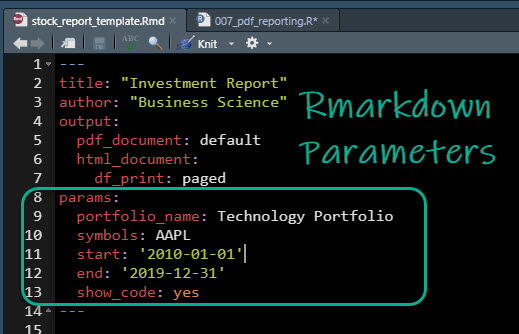 stock_report_template.Rmd 007_pdf_reporting.R*
ABC Knit
1 ---
2 title: "Investment Report"
3 author: "Business Science"
4 output:
5 pdf_document: default
6 html_document:
7 df_print: paged
8 params:
9 portfolio_name: Technology Portfolio
10 symbols: AAPL
11 start: '2010-01-01'
12 end: '2019-12-31'
13 show_code: yes
14 ---
15
Rmarkdown
Parameters